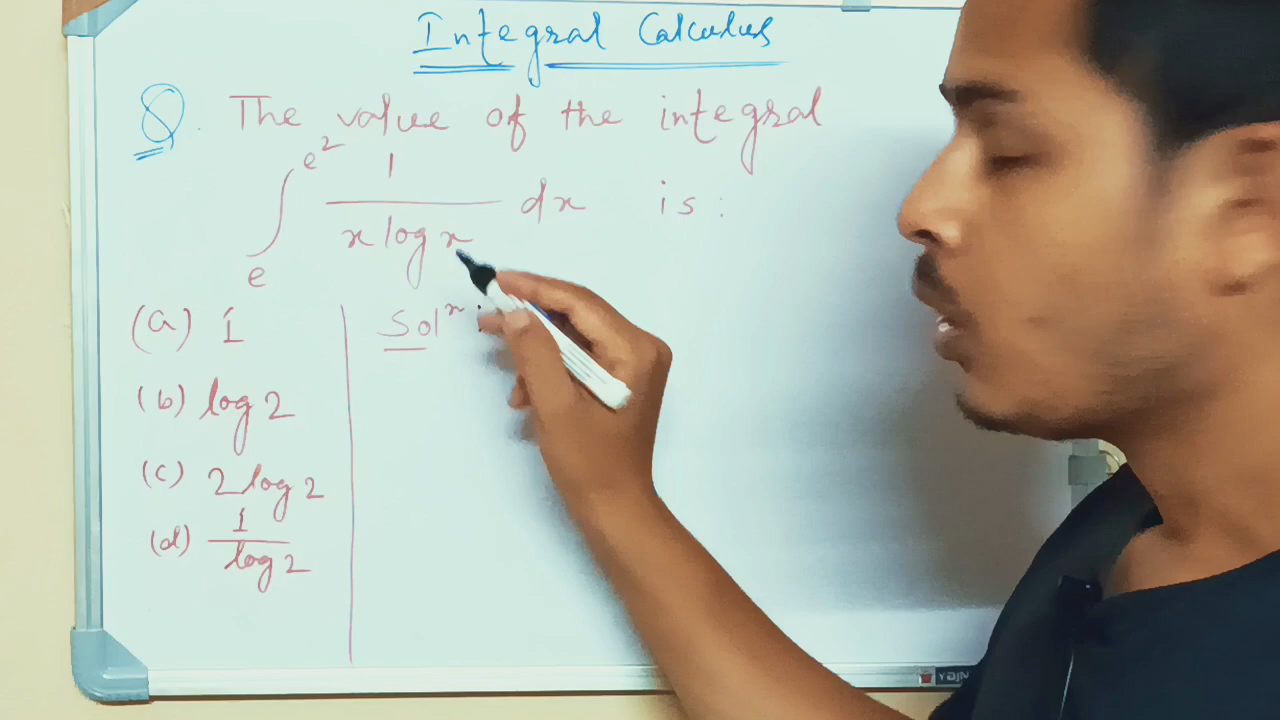 Integral Calculus
Q. The value of the integral
∫ₑ^(e²) 1/(x log x) dx is :
(a) 1
Solⁿ :
(b) log 2
(c) 2 log 2
(d) 1/log 2